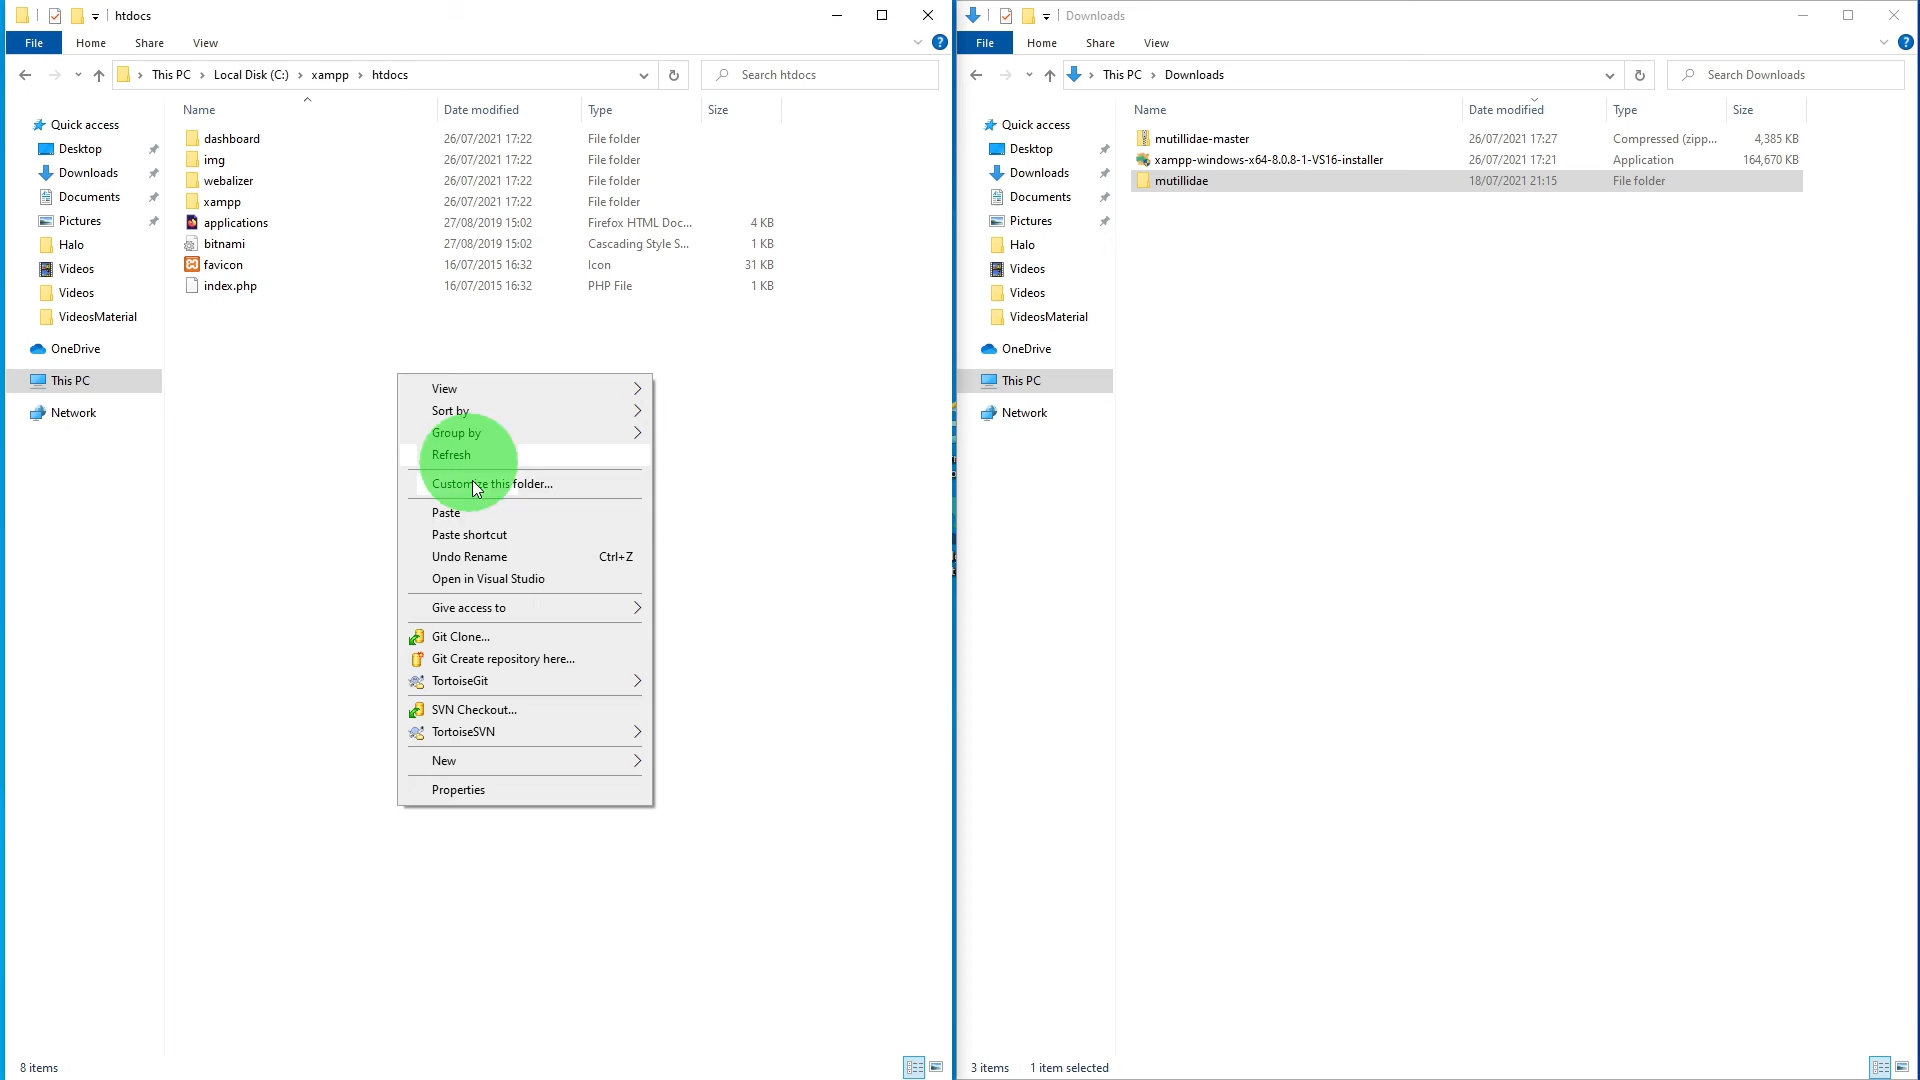 htdocs
File Home Share View
This PC Local Disk (C:) xampp htdocs
Search htdocs
Name Date modified Type Size
Quick access
Desktop
Downloads
Documents
Pictures
Halo
Videos
Videos
VideosMaterial
OneDrive
This PC
Network
dashboard 26/07/2021 17:22 File folder
img 26/07/2021 17:22 File folder
webalizer 26/07/2021 17:22 File folder
xampp 26/07/2021 17:22 File folder
applications 27/08/2019 15:02 Firefox HTML Doc... 4 KB
bitnami 27/08/2019 15:02 Cascading Style S... 1 KB
favicon 16/07/2015 16:32 Icon 31 KB
index.php 16/07/2015 16:32 PHP File 1 KB
View
Sort by
Group by
Refresh
Customize this folder...
Paste
Paste shortcut
Undo Rename Ctrl+Z
Open in Visual Studio
Give access to
Git Clone...
Git Create repository here...
TortoiseGit
SVN Checkout...
TortoiseSVN
New
Properties
8 items
Downloads
File Home Share View
This PC Downloads
Search Downloads
Name Date modified Type Size
Quick access
Desktop
Downloads
Documents
Pictures
Halo
Videos
Videos
VideosMaterial
OneDrive
This PC
Network
mutillidae-master 26/07/2021 17:27 Compressed (zipp... 4,385 KB
xampp-windows-x64-8.0.8-1-VS16-installer 26/07/2021 17:21 Application 164,670 KB
mutillidae 18/07/2021 21:15 File folder
3 items 1 item selected